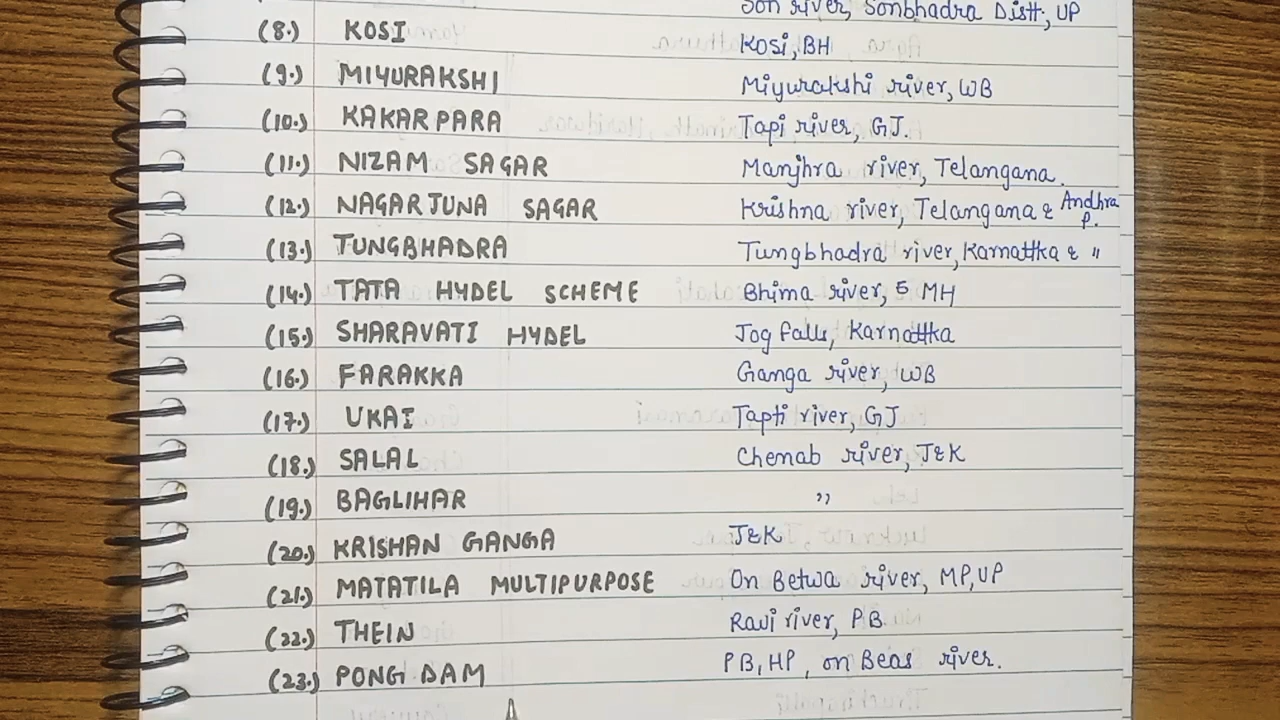 Son river, Sonbhadra Distt., UP
(8.) KOSI Kosi, BH
(9.) MIYURAKSHI Miyurakshi river, WB
(10.) KAKARPARA Tapi river, GJ.
(11.) NIZAM SAGAR Manjhra river, Telangana.
(12.) NAGARJUNA SAGAR Krishna river, Telangana & Andhra P.
(13.) TUNGBHADRA Tungbhadra river, Karnattka & "
(14.) TATA HYDEL SCHEME Bhima river, MH
(15.) SHARAVATI HYDEL Jog falls, Karnattka
(16.) FARAKKA Ganga river, WB
(17.) UKAI Tapti river, GJ
(18.) SALAL Chenab river, J&K
(19.) BAGLIHAR "
(20.) KRISHAN GANGA J&K
(21.) MATATILA MULTIPURPOSE On Betwa river, MP, UP
(22.) THEIN Ravi river, PB
(23.) PONG DAM PB, HP, on Beas river.